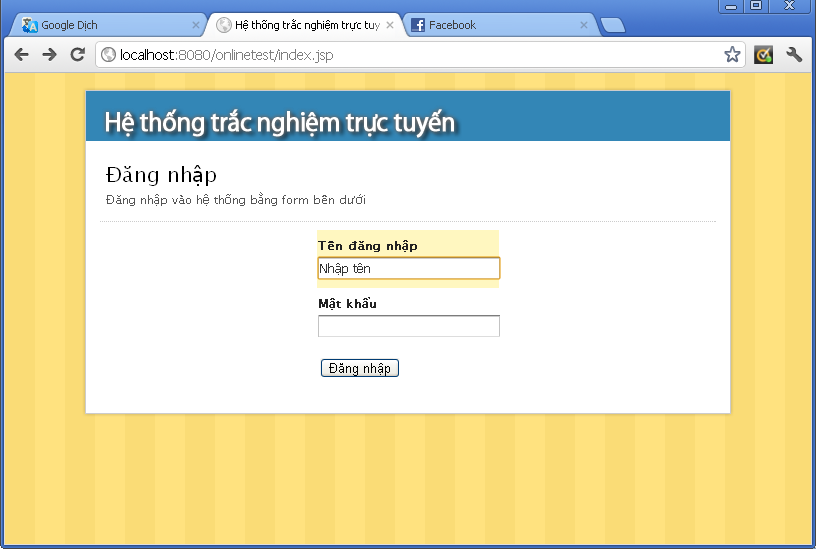 Google Dịch
Hệ thống trắc nghiệm trực tuy
Facebook
localhost:8080/onlinetest/index.jsp
Hệ thống trắc nghiệm trực tuyến
Đăng nhập
Đăng nhập vào hệ thống bằng form bên dưới
Tên đăng nhập
Nhập tên
Mật khẩu
Đăng nhập